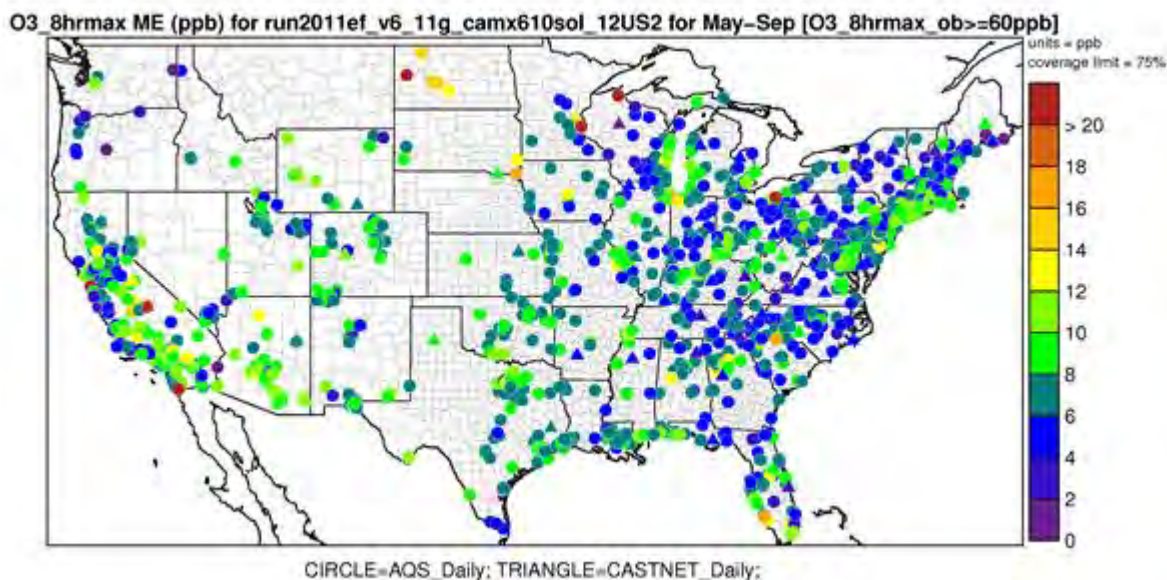 O3_8hrmax ME (ppb) for run2011ef_v6_11g_camx610sol_12US2 for May-Sep [O3_8hrmax_ob>=60ppb]
units = ppb
coverage limit = 75%
> 20
18
16
14
12
10
8
6
4
2
0
CIRCLE=AQS_Daily; TRIANGLE=CASTNET_Daily;